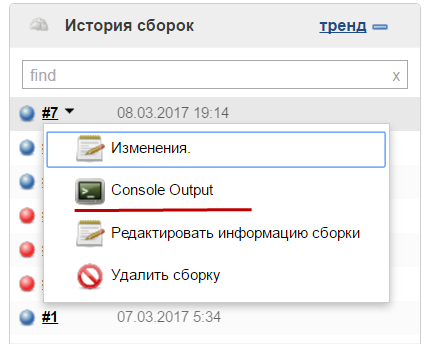 История сборок тренд
find x
#7 08.03.2017 19:14
Изменения.
Console Output
Редактировать информацию сборки
Удалить сборку
#1 07.03.2017 5:34